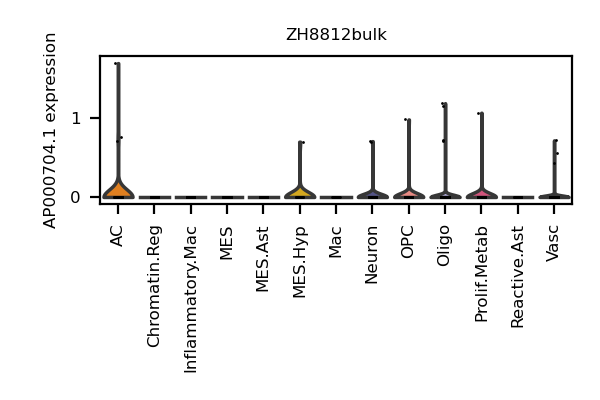 ZH8812bulk
AP000704.1 expression
1
0
AC
Chromatin.Reg
Inflammatory.Mac
MES
MES.Ast
MES.Hyp
Mac
Neuron
OPC
Oligo
Prolif.Metab
Reactive.Ast
Vasc